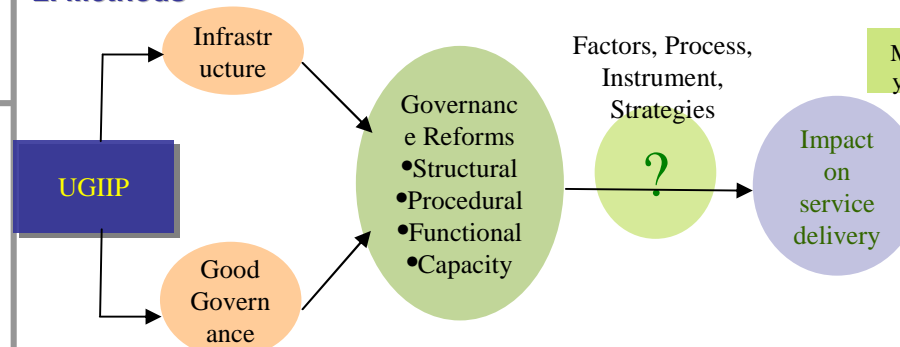 Infrastr
ucture
Factors, Process,
Instrument,
Strategies
Governanc
e Reforms
•Structural
•Procedural
•Functional
•Capacity
?
Impact
on
service
delivery
UGIIP
Good
Govern
ance